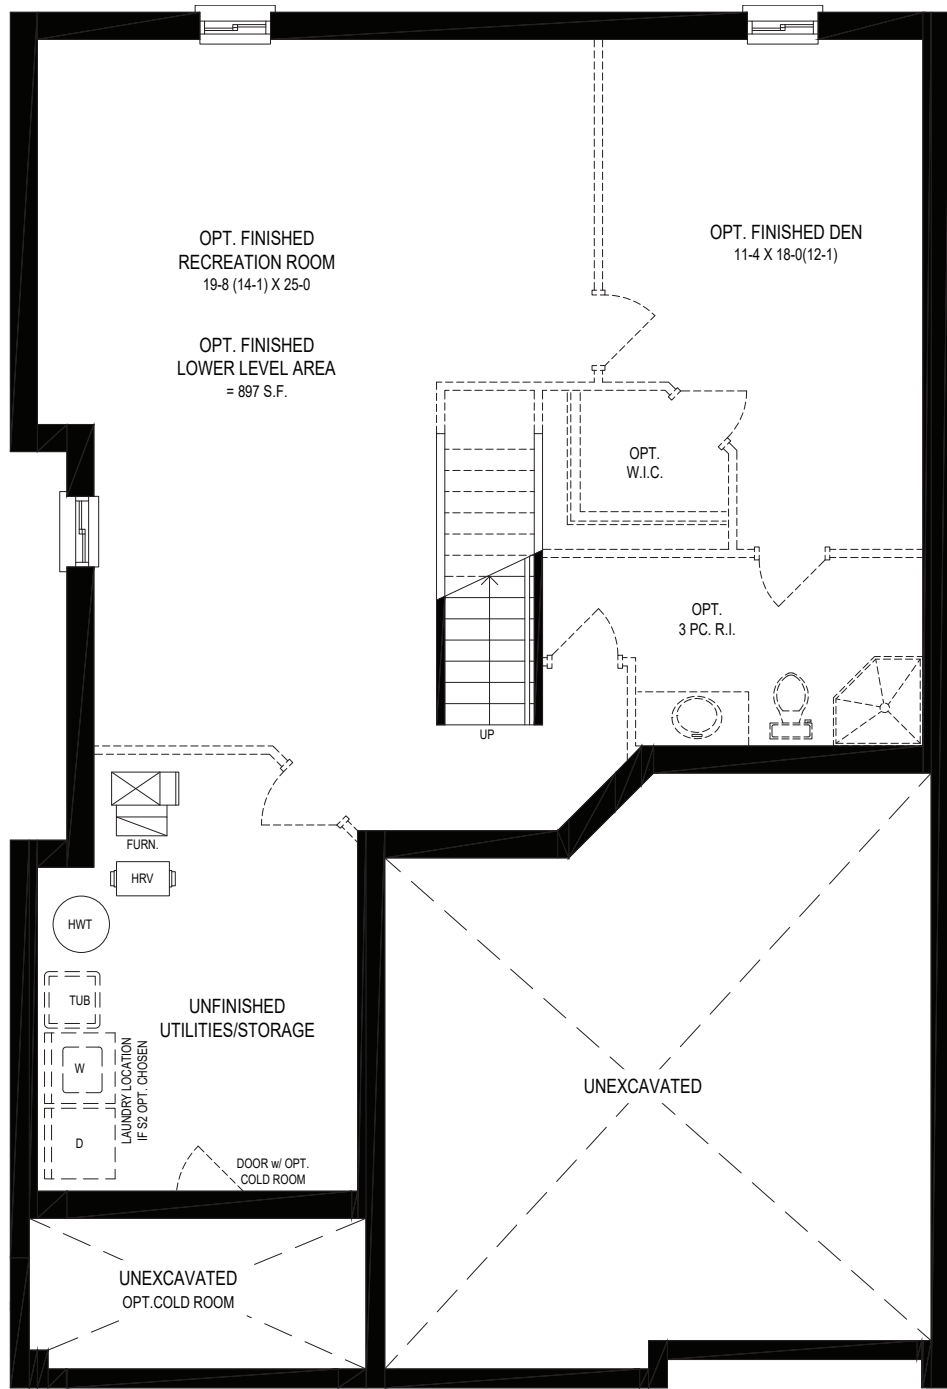 OPT. FINISHED
RECREATION ROOM
19-8 (14-1) X 25-0
OPT. FINISHED
LOWER LEVEL AREA
= 897 S.F.
OPT. FINISHED DEN
11-4 X 18-0(12-1)
OPT.
W.I.C.
OPT.
3 PC. R.I.
UP
FURN.
HRV
HWT
TUB
W
D
LAUNDRY LOCATION
IF S2 OPT. CHOSEN
UNFINISHED
UTILITIES/STORAGE
DOOR w/ OPT.
COLD ROOM
UNEXCAVATED
UNEXCAVATED
OPT.COLD ROOM